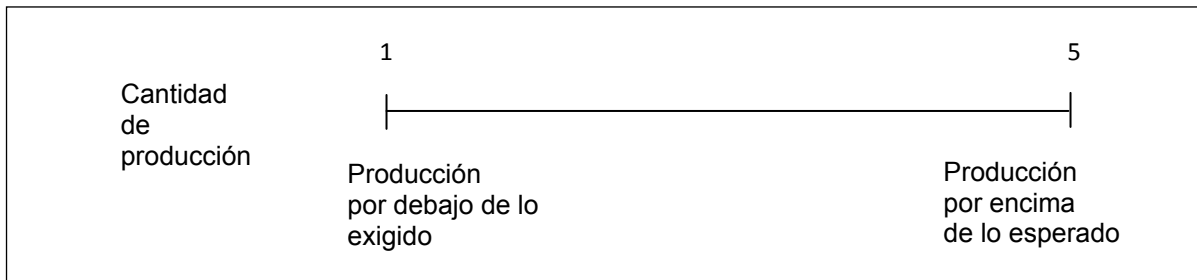 1
5
Cantidad
de
producción
Producción
por debajo de lo
exigido
Producción
por encima
de lo esperado